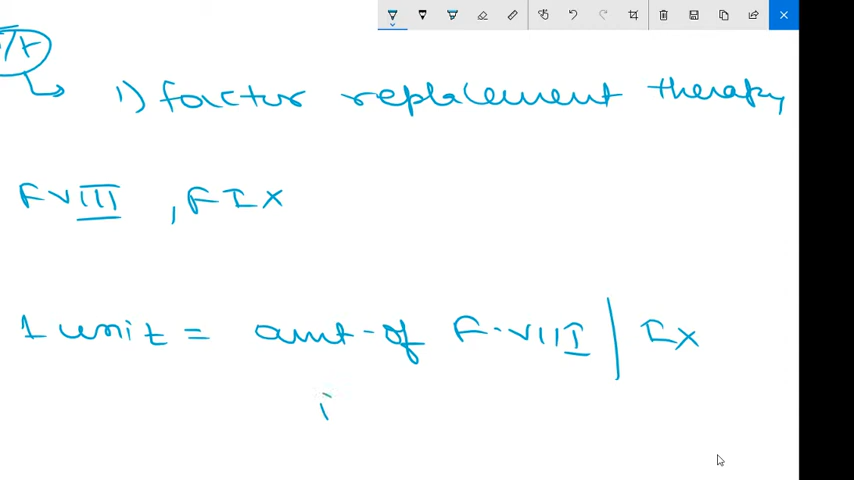 1) factor replacement therapy
F VIII , F IX
1 unit = amt. of F. VIII | IX
i